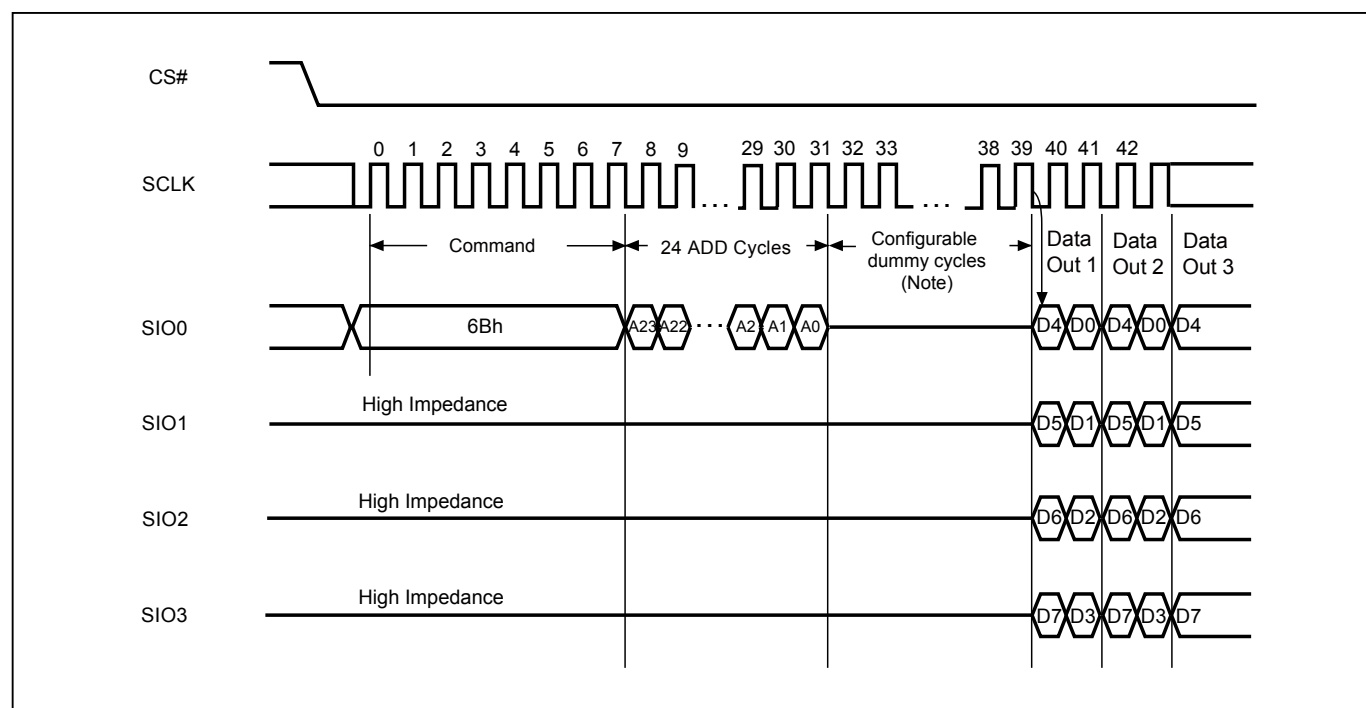 CS#
0 1 2 3 4 5 6 7 8 9 29 30 31 32 33 38 39 40 41 42
SCLK
Command
24 ADD Cycles
Configurable
dummy cycles
(Note)
Data
Out 1
Data
Out 2
Data
Out 3
SIO0
6Bh
A23 A22 A2 A1 A0
D4 D0 D4 D0 D4
High Impedance
SIO1
D5 D1 D5 D1 D5
High Impedance
SIO2
D6 D2 D6 D2 D6
High Impedance
SIO3
D7 D3 D7 D3 D7